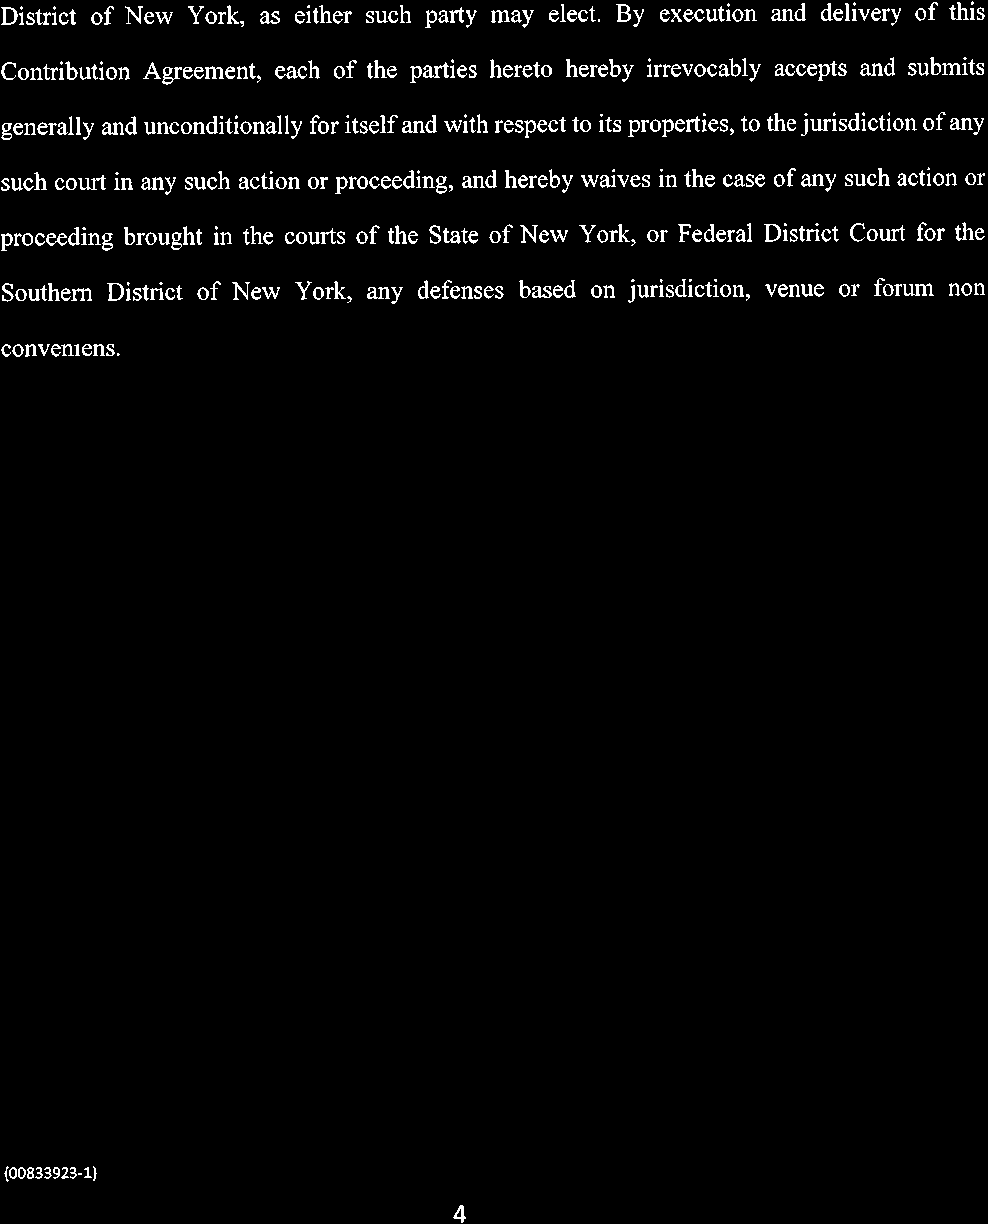 District of New York, as either such party may elect. By execution and delivery of this
Contribution Agreement, each of the parties hereto hereby irrevocably accepts and submits
generally and unconditionally for itself and with respect to its properties, to the jurisdiction of any
such court in any such action or proceeding, and hereby waives in the case of any such action or
proceeding brought in the courts of the State of New York, or Federal District Court for the
Southern District of New York, any defenses based on jurisdiction, venue or forum non
conveniens.
{00833923-1}
4